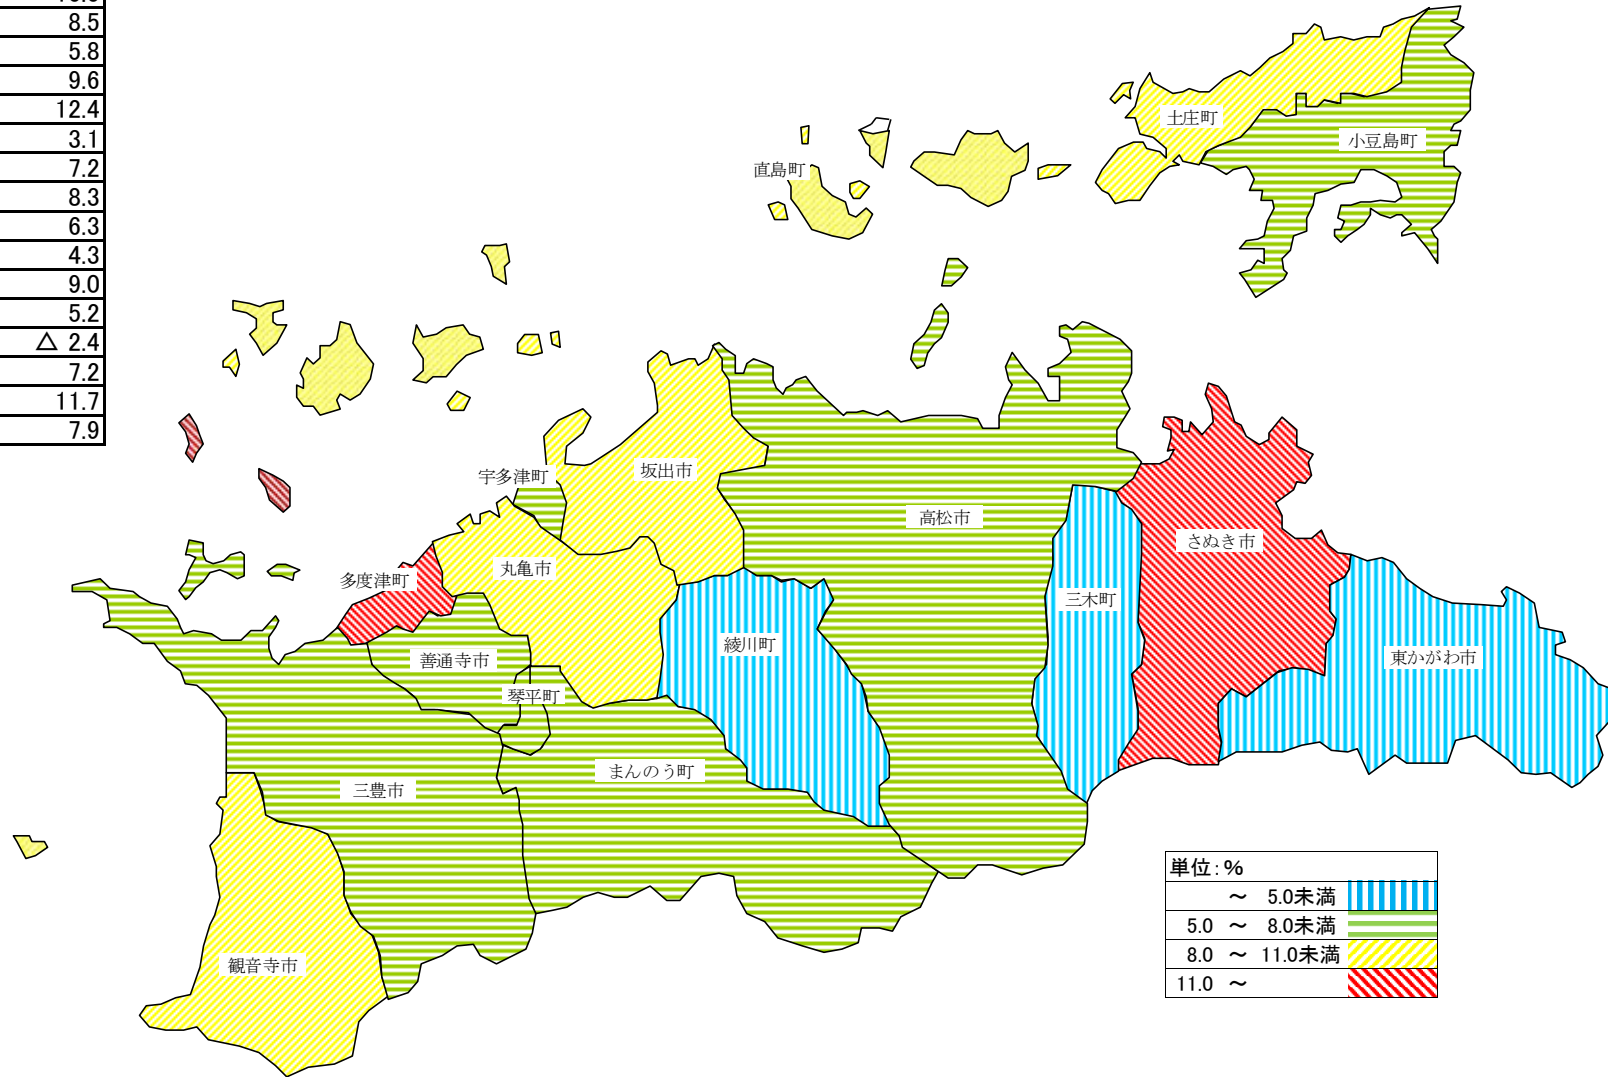 8.5
5.8
9.6
12.4
3.1
7.2
8.3
6.3
4.3
9.0
5.2
△ 2.4
7.2
11.7
7.9
土庄町
小豆島町
直島町
宇多津町
坂出市
高松市
さぬき市
丸亀市
多度津町
三木町
綾川町
善通寺市
東かがわ市
琴平町
まんのう町
三豊市
観音寺市
単位：％
～ 5.0未満
5.0 ～ 8.0未満
8.0 ～ 11.0未満
11.0 ～